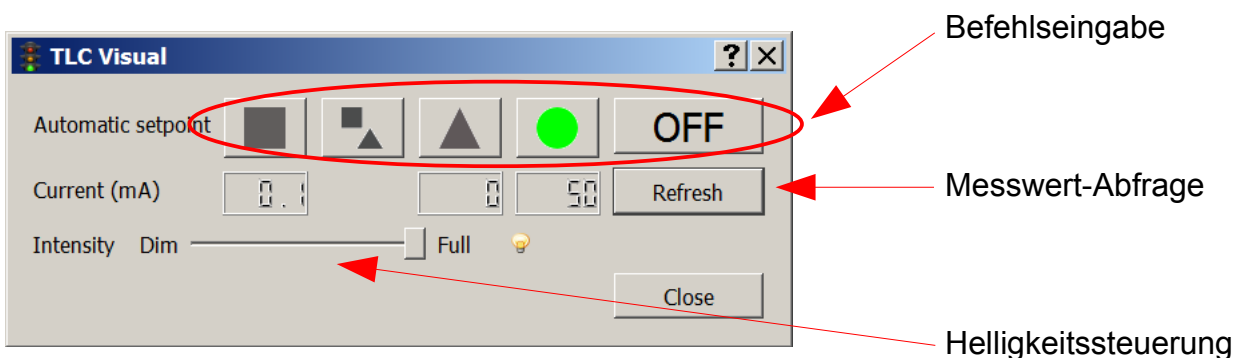 Befehlseingabe
TLC Visual
Automatic setpoint OFF
Current (mA) 0.1 0 50 Refresh
Messwert-Abfrage
Intensity Dim Full
Close
Helligkeitssteuerung